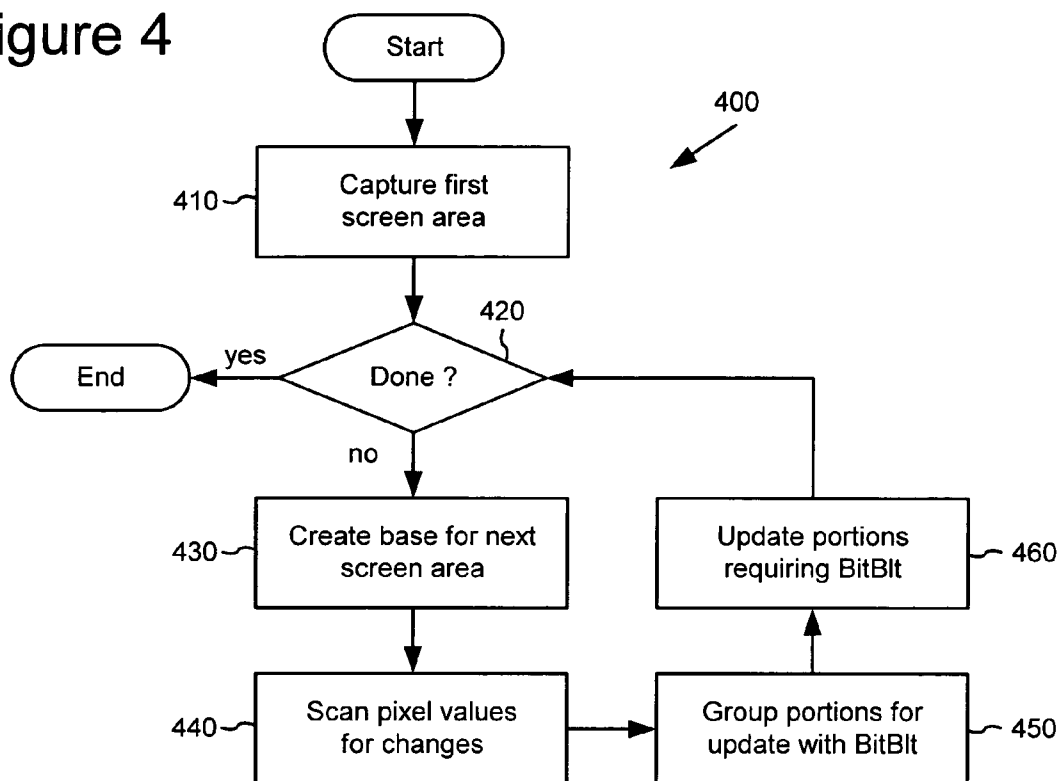 igure 4
Start
400
410
Capture first
screen area
420
yes
End
Done ?
no
430
Create base for next
screen area
Update portions
requiring BitBlt
460
440
Scan pixel values
for changes
Group portions for
update with BitBlt
450